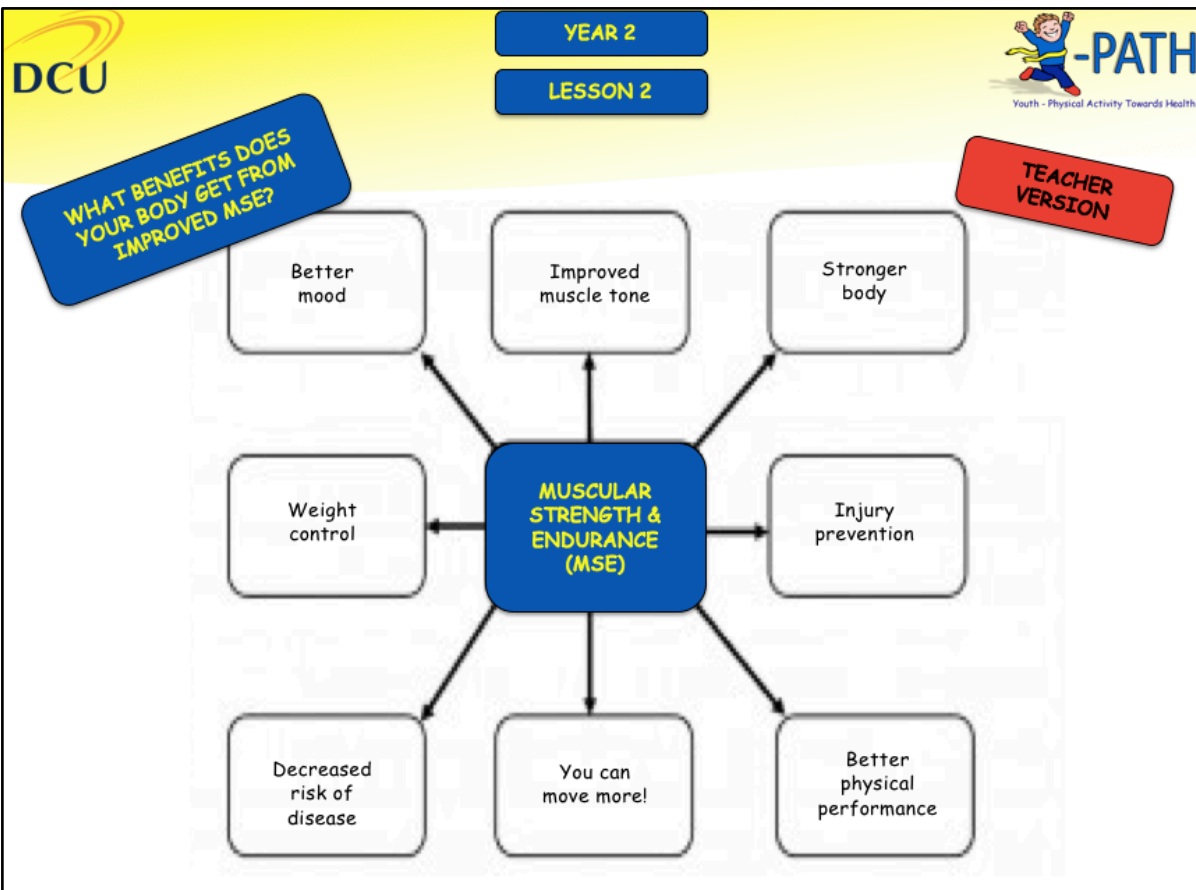 YEAR 2
DCU
LESSON 2
-PATH
Youth - Physical Activity Towards Health
WHAT BENEFITS DOES
YOUR BODY GET FROM
IMPROVED MSE?
TEACHER
VERSION
Better
mood
Improved
muscle tone
Stronger
body
Weight
control
MUSCULAR
STRENGTH &
ENDURANCE
(MSE)
Injury
prevention
Decreased
risk of
disease
You can
move more!
Better
physical
performance